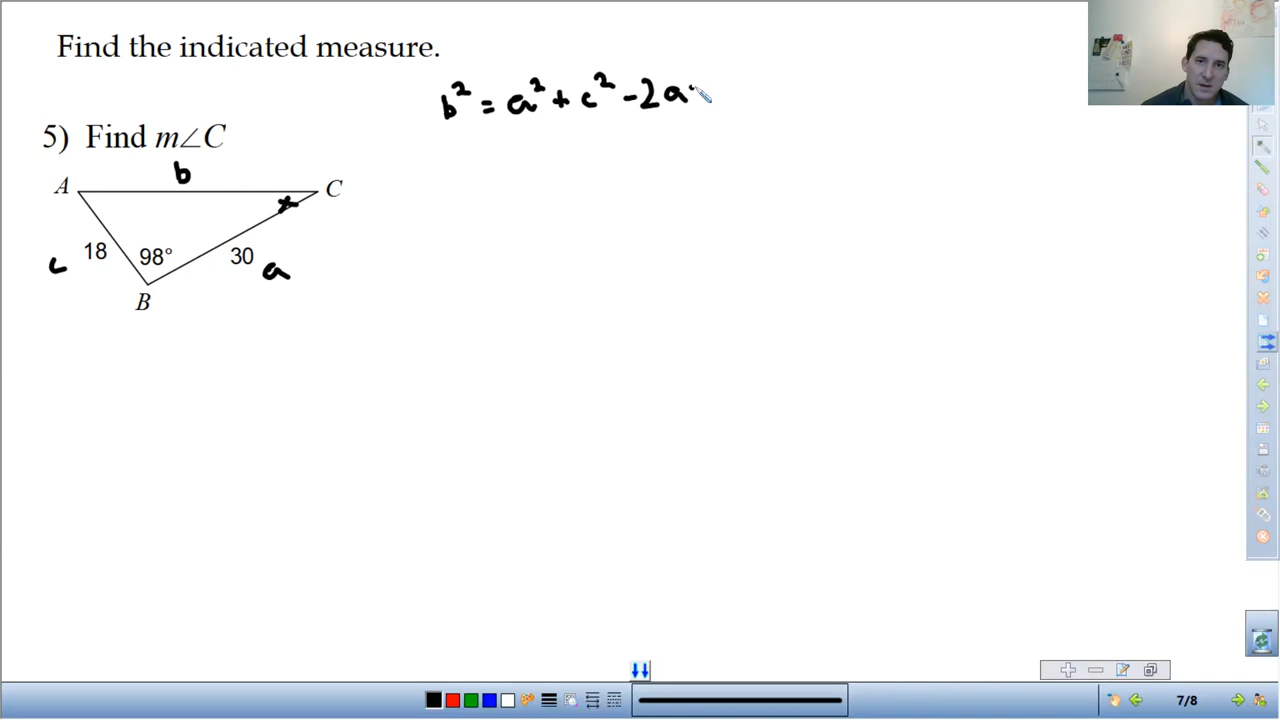 Find the indicated measure.
b² = a² + c² - 2a
5) Find m∠C
b
A
C
x
c
18
98°
30
a
B
7/8